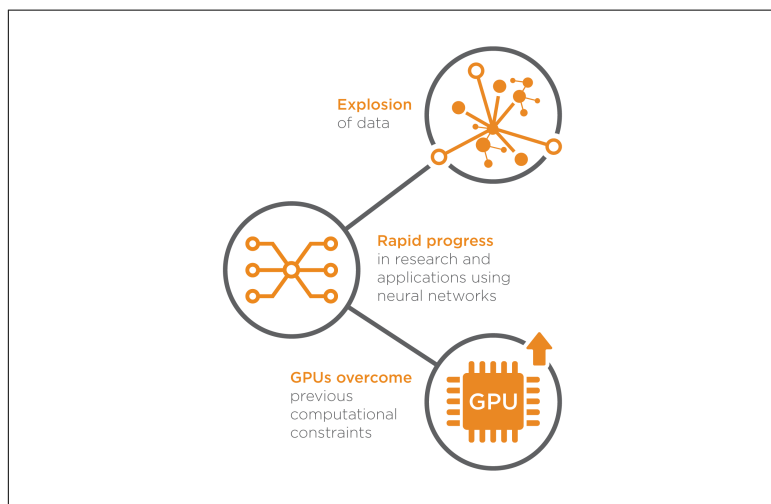 Explosion
of data
Rapid progress
in research and
applications using
neural networks
GPUs overcome
previous
computational
constraints
GPU